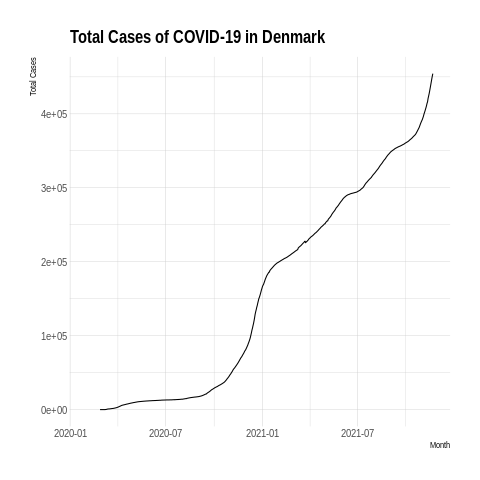 Total Cases of COVID-19 in Denmark
Total Cases
4e+05
3e+05
2e+05
1e+05
0e+00
2020-01 2020-07 2021-01 2021-07
Month